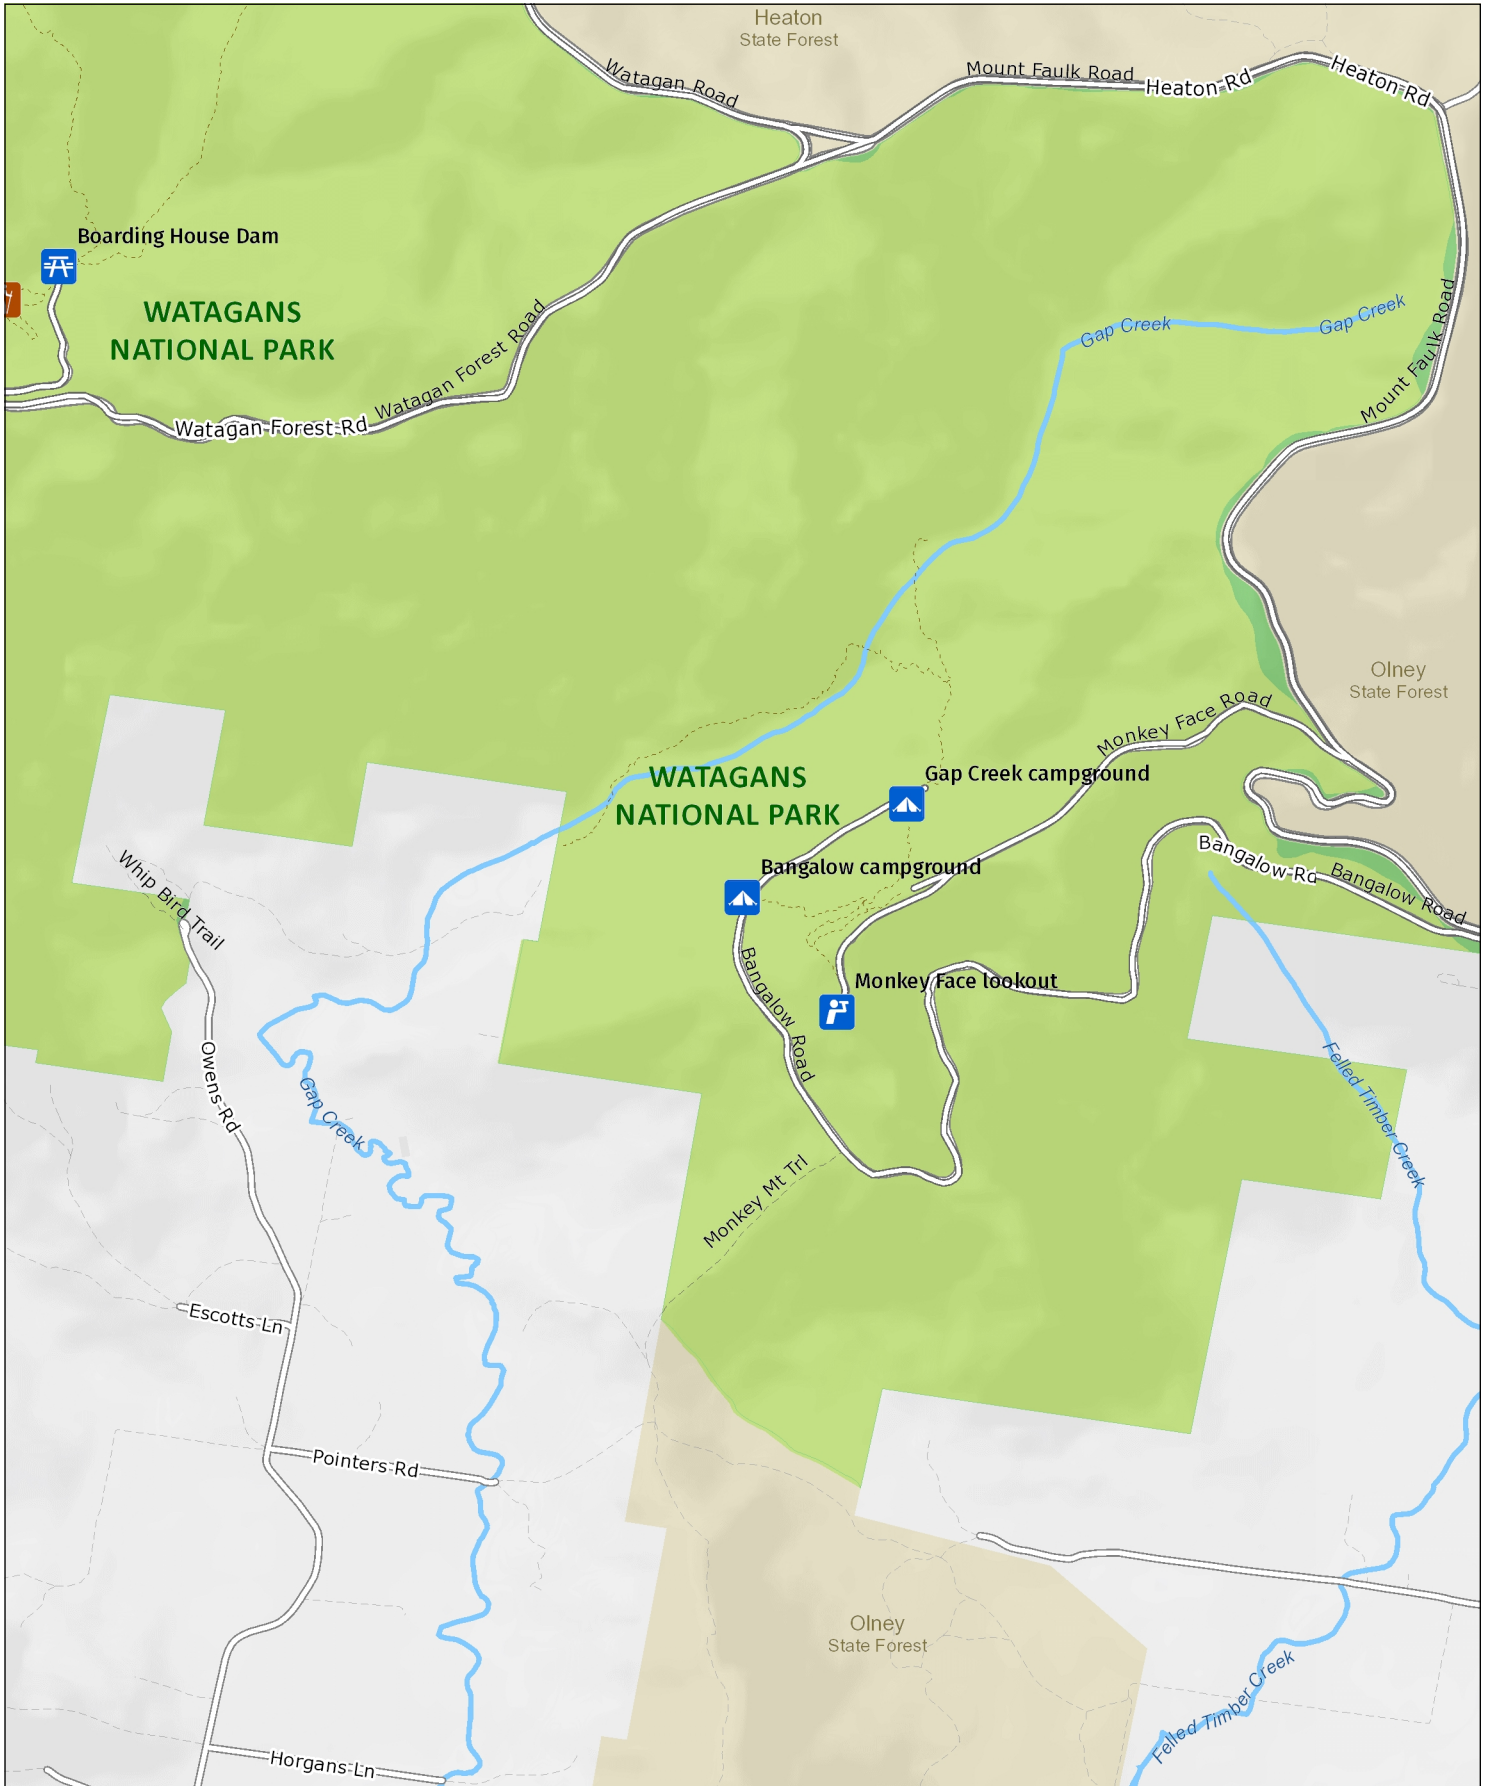 Heaton
State Forest
Watagan Road
Mount Faulk Road
Heaton Rd
Heaton Rd
Boarding House Dam
WATAGANS
NATIONAL PARK
Watagan Forest Road
Watagan Forest Rd
Gap Creek
Gap Creek
Mount Faulk Road
Olney
State Forest
Monkey Face Road
WATAGANS
NATIONAL PARK
Gap Creek campground
Bangalow campground
Bangalow Rd
Bangalow Road
Whip Bird Trail
Bangalow Road
Monkey Face lookout
Owens Rd
Gap Creek
Felled Timber Creek
Monkey Mt Trl
Escotts Ln
Pointers Rd
Olney
State Forest
Felled Timber Creek
Horgans Ln